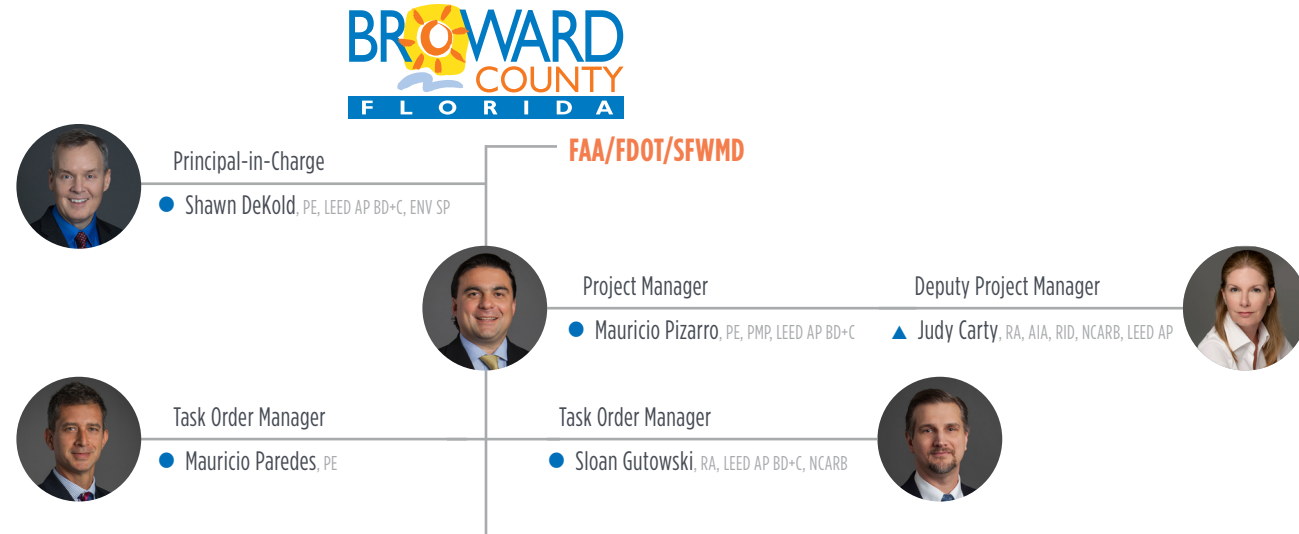 BROWARD
COUNTY
FLORIDA
FAA/FDOT/SFWMD
Principal-in-Charge
Shawn DeKold, PE, LEED AP BD+C, ENV SP
Project Manager
Mauricio Pizarro, PE, PMP, LEED AP BD+C
Deputy Project Manager
Judy Carty, RA, AIA, RID, NCARB, LEED AP
Task Order Manager
Mauricio Paredes, PE
Task Order Manager
Sloan Gutowski, RA, LEED AP BD+C, NCARB